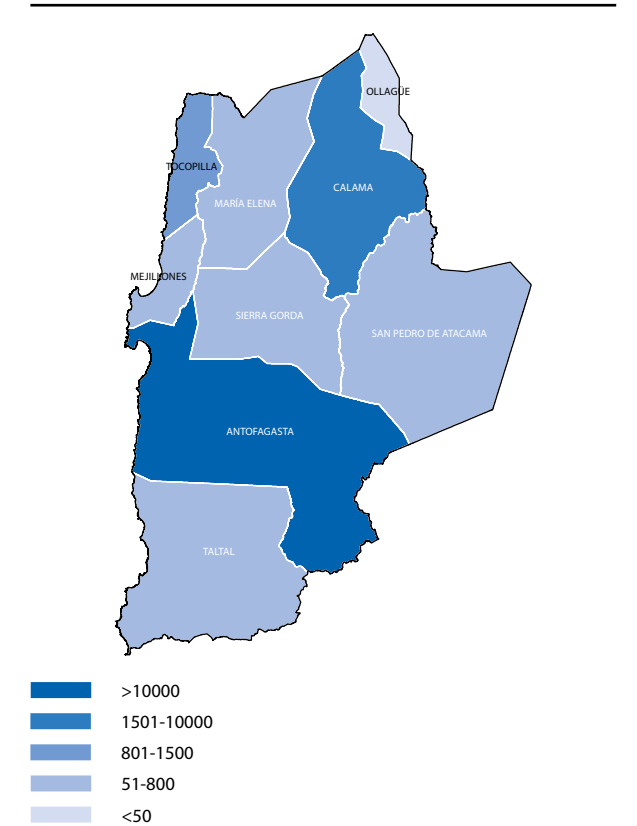 OLLAGÜE
TOCOPILLA
CALAMA
MARÍA ELENA
MEJILLONES
SIERRA GORDA
SAN PEDRO DE ATACAMA
ANTOFAGASTA
TALTAL
>10000
1501-10000
801-1500
51-800
<50